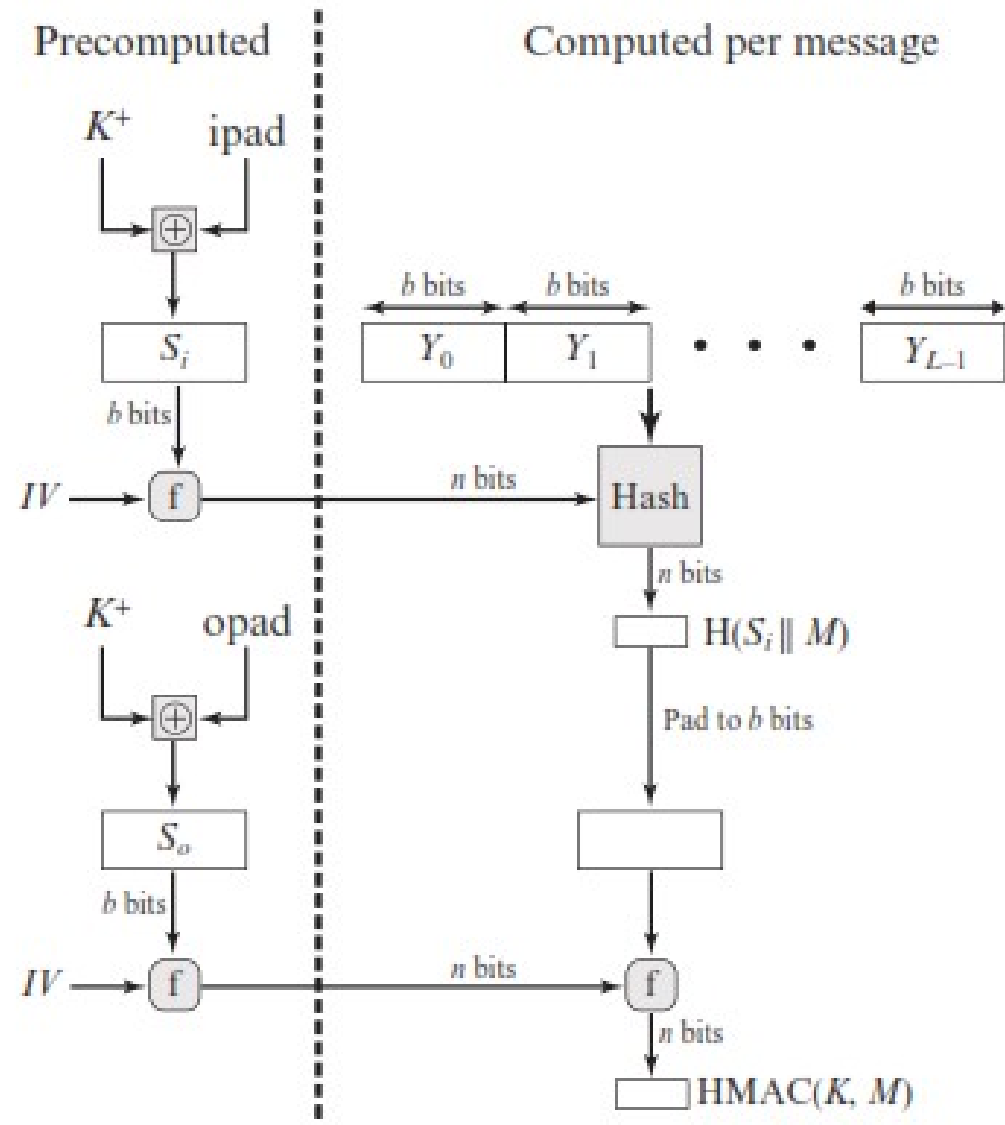 Precomputed
Computed per message
K+
ipad
⊕
b bits
b bits
b bits
Si
Y0
Y1
• • •
YL–1
b bits
IV
f
n bits
Hash
n bits
H(Si || M)
K+
opad
⊕
Pad to b bits
So
b bits
IV
f
n bits
f
n bits
HMAC(K, M)